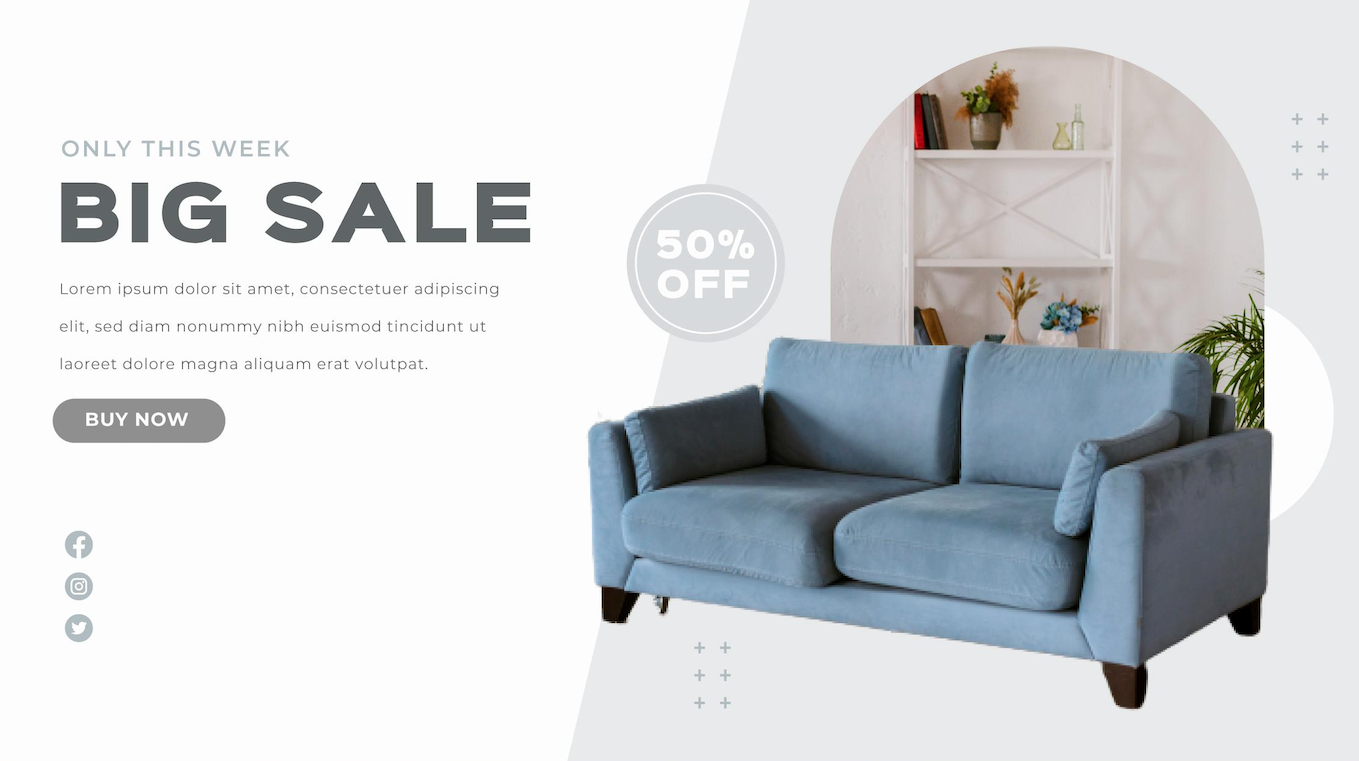 ONLY THIS WEEK
BIG SALE
Lorem ipsum dolor sit amet, consectetuer adipiscing
elit, sed diam nonummy nibh euismod tincidunt ut
laoreet dolore magna aliquam erat volutpat.
BUY NOW
50%
OFF